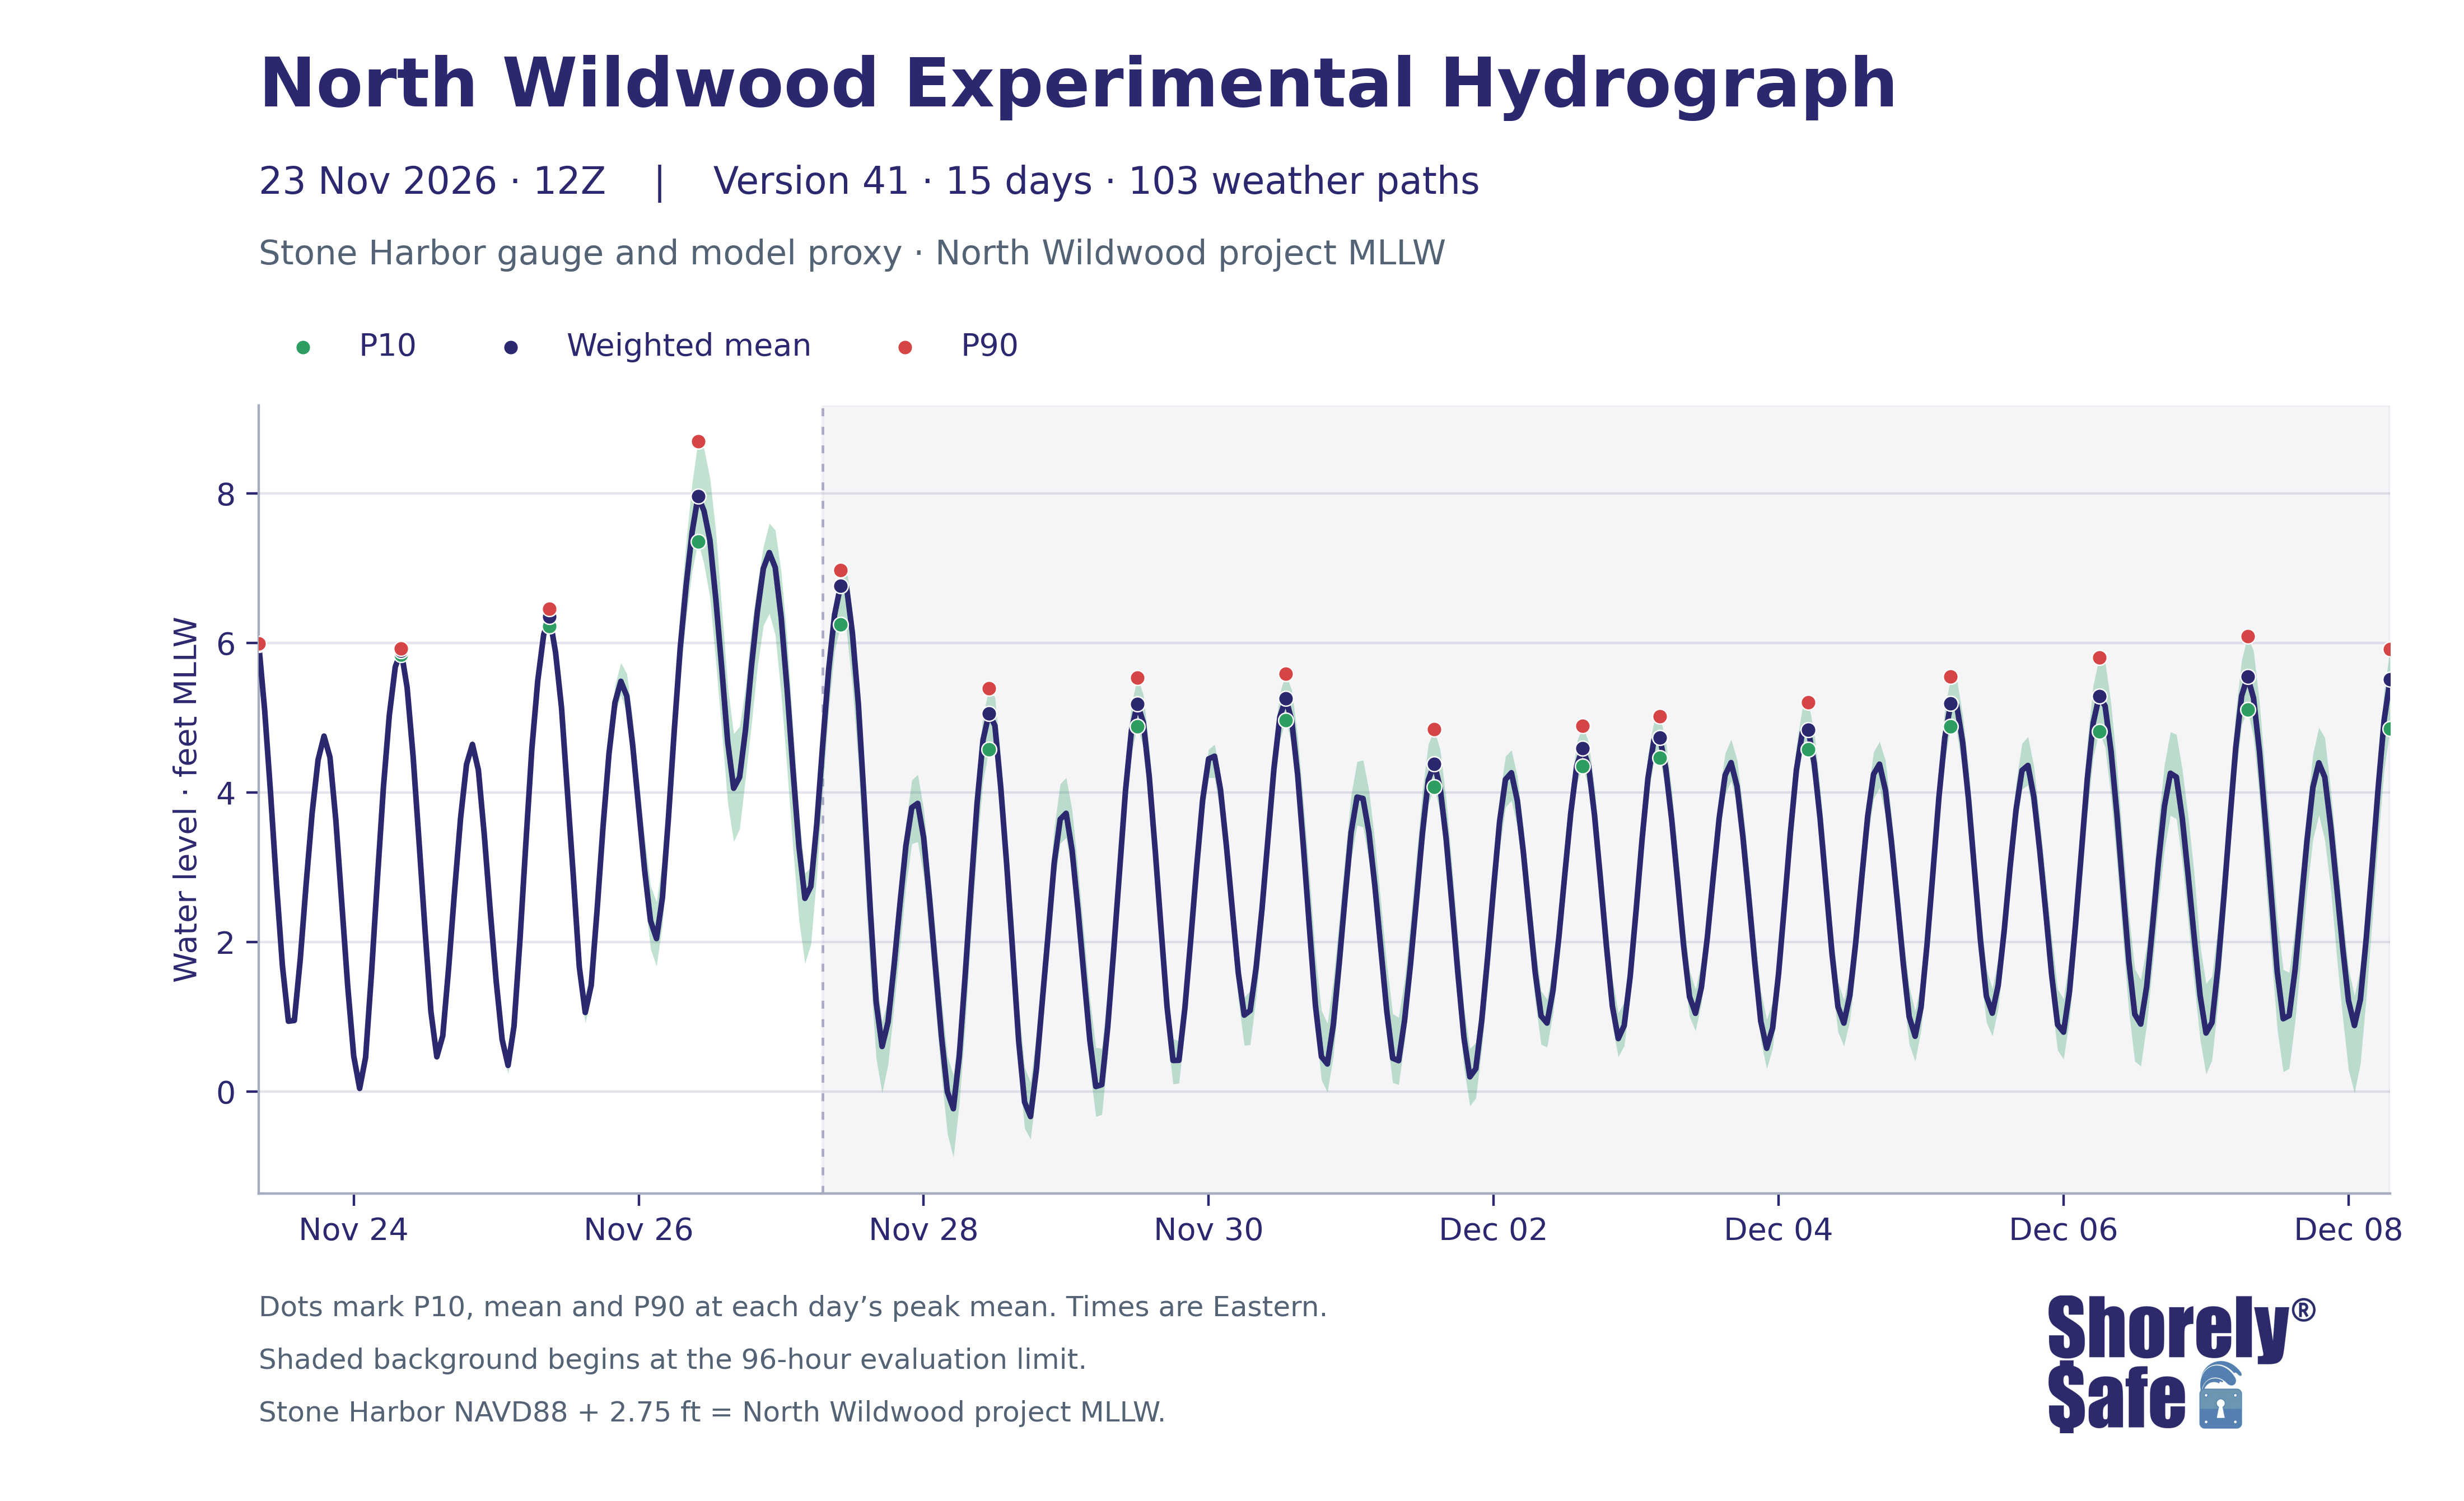 North Wildwood Experimental Hydrograph
23 Nov 2026 · 12Z | Version 41 · 15 days · 103 weather paths
Stone Harbor gauge and model proxy · North Wildwood project MLLW
P10 Weighted mean P90
Water level · feet MLLW
8
6
4
2
0
Nov 24 Nov 26 Nov 28 Nov 30 Dec 02 Dec 04 Dec 06 Dec 08
Dots mark P10, mean and P90 at each day’s peak mean. Times are Eastern.
Shaded background begins at the 96-hour evaluation limit.
Stone Harbor NAVD88 + 2.75 ft = North Wildwood project MLLW.
Shorely®
$afe